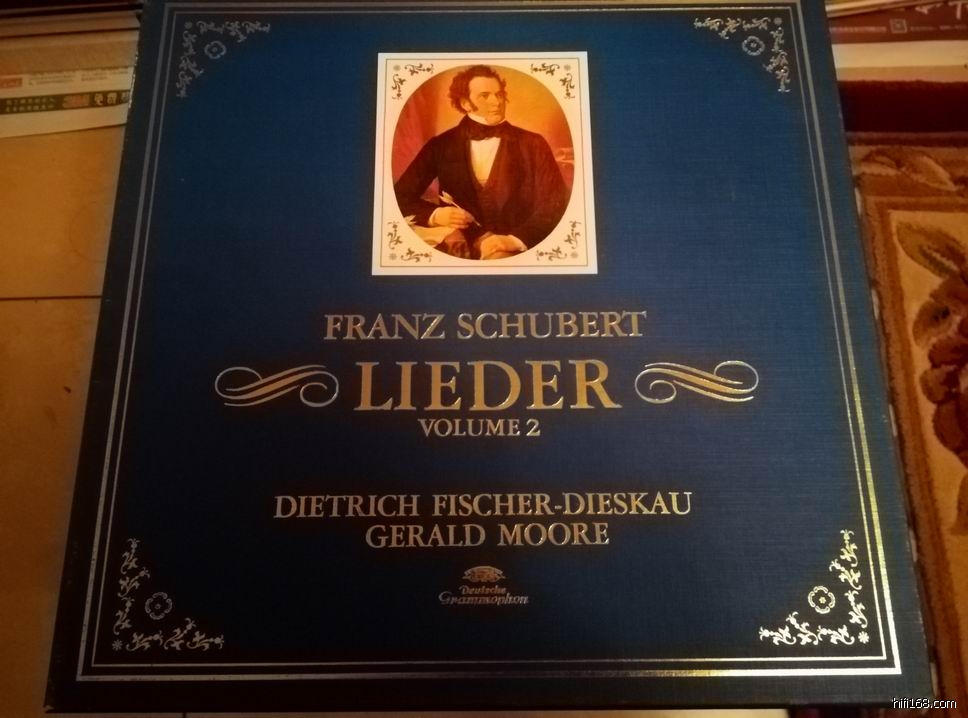 FRANZ SCHUBERT
LIEDER
VOLUME 2
DIETRICH FISCHER-DIESKAU
GERALD MOORE
Deutsche
Grammophon
hifi168.com